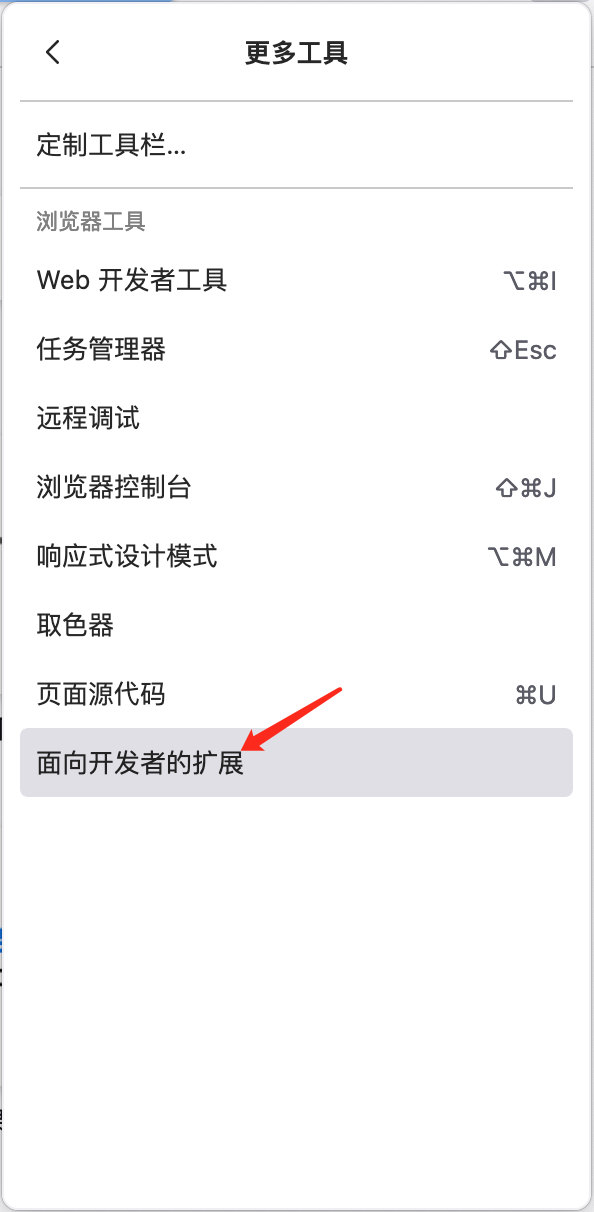 更多工具
定制工具栏...
浏览器工具
Web 开发者工具 ⌥⌘I
任务管理器 ⇧Esc
远程调试
浏览器控制台 ⇧⌘J
响应式设计模式 ⌥⌘M
取色器
页面源代码 ⌘U
面向开发者的扩展